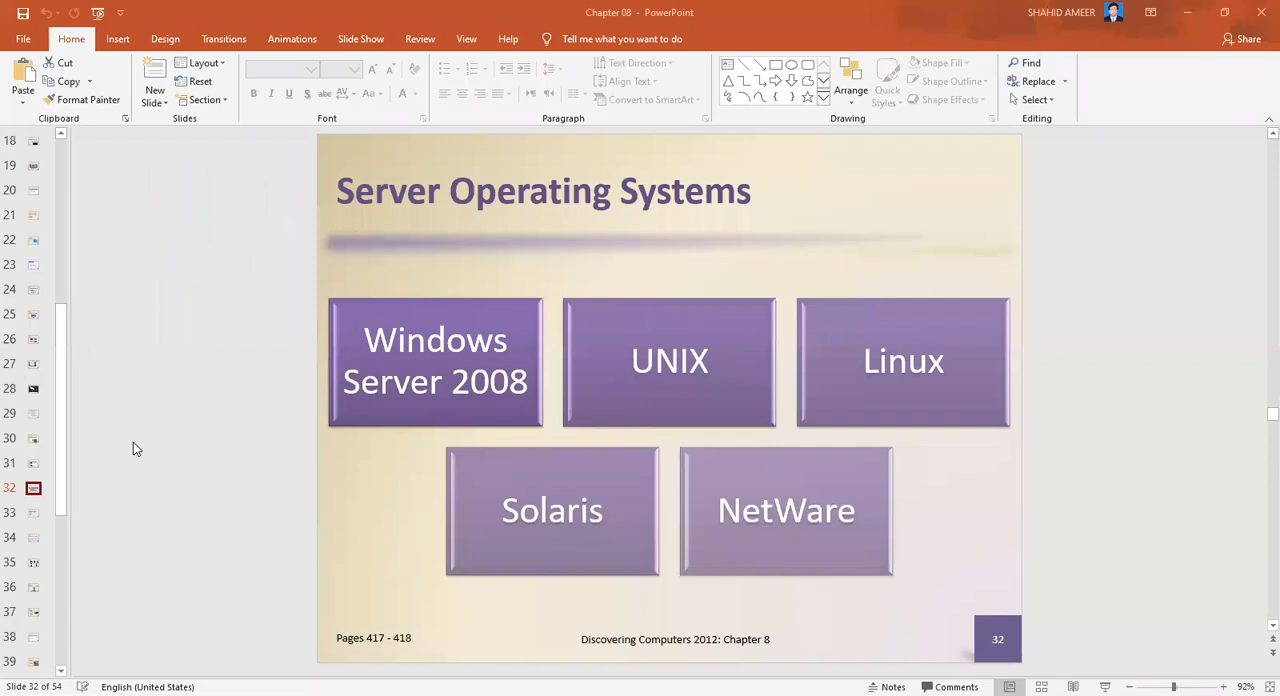 Chapter 08 - PowerPoint
SHAHID AMEER
File Home Insert Design Transitions Animations Slide Show Review View Help Tell me what you want to do Share
Paste
Cut
Copy
Format Painter
Clipboard
New Slide
Layout
Reset
Section
Slides
Font
Text Direction
Align Text
Convert to SmartArt
Paragraph
Arrange
Quick Styles
Shape Fill
Shape Outline
Shape Effects
Drawing
Find
Replace
Select
Editing
18
19
20
21
22
23
24
25
26
27
28
29
30
31
32
33
34
35
36
37
38
39
Server Operating Systems
Windows
Server 2008
UNIX
Linux
Solaris
NetWare
Pages 417 - 418
Discovering Computers 2012: Chapter 8
32
Slide 32 of 54 English (United States) Notes Comments 92%